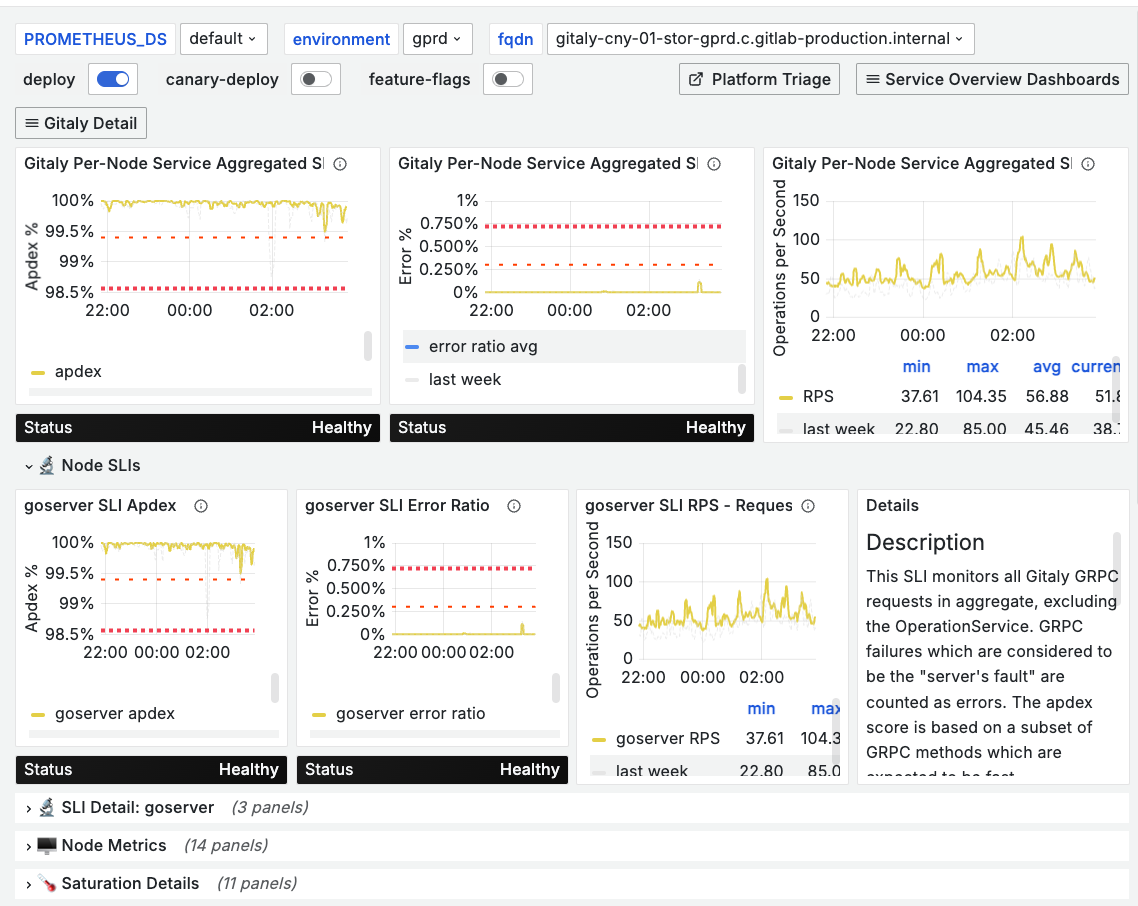 PROMETHEUS_DS default environment gprd fqdn gitaly-cny-01-stor-gprd.c.gitlab-production.internal
deploy canary-deploy feature-flags Platform Triage Service Overview Dashboards
Gitaly Detail
Gitaly Per-Node Service Aggregated S
Apdex %
100%
99.5%
99%
98.5%
22:00 00:00 02:00
apdex
Status Healthy
Gitaly Per-Node Service Aggregated S
Error %
1%
0.750%
0.500%
0.250%
0%
22:00 00:00 02:00
error ratio avg
last week
Status Healthy
Gitaly Per-Node Service Aggregated SI
Operations per Second
150
100
50
0
22:00 00:00 02:00
min max avg curren
RPS 37.61 104.35 56.88 51.8
last week 22.80 85.00 45.46 38.
Node SLIs
goserver SLI Apdex
Apdex %
100%
99.5%
99%
98.5%
22:00 00:00 02:00
goserver apdex
Status Healthy
goserver SLI Error Ratio
Error %
1%
0.750%
0.500%
0.250%
0%
22:00 00:00 02:00
goserver error ratio
Status Healthy
goserver SLI RPS - Reques
Operations per Second
150
100
50
0
22:00 00:00 02:00
min max
goserver RPS 37.61 104.3
last week 22.80 85.0
Details
Description
This SLI monitors all Gitaly GRPC
requests in aggregate, excluding
the OperationService. GRPC
failures which are considered to
be the "server's fault" are
counted as errors. The apdex
score is based on a subset of
GRPC methods which are
expected to be fast.
SLI Detail: goserver (3 panels)
Node Metrics (14 panels)
Saturation Details (11 panels)